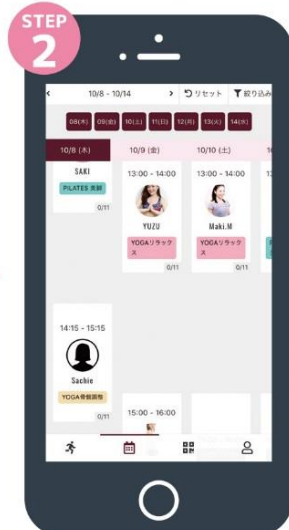 STEP
2
‹ 10/8 - 10/14 › リセット 絞り込み
08(木) 09(金) 10(土) 11(日) 12(月) 13(火) 14(水)
10/8 (木) 10/9 (金) 10/10 (土)
SAKI
PILATES 美脚
0/11
13:00 - 14:00
YUZU
YOGAリラックス
0/11
13:00 - 14:00
Maki.M
YOGAリラックス
0/11
14:15 - 15:15
Sachie
YOGA骨盤調整
0/11
15:00 - 16:00